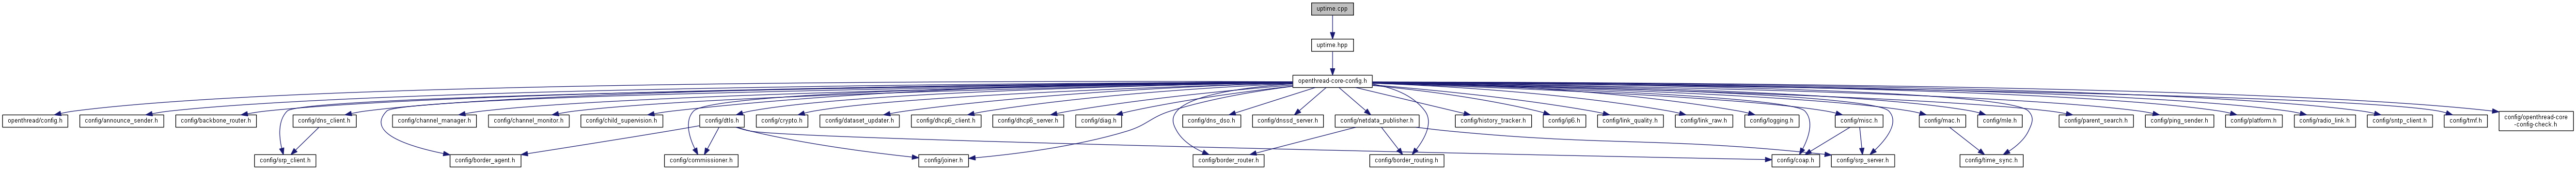 uptime.cpp
uptime.hpp
openthread-core-config.h
openthread/config.h
config/announce_sender.h
config/backbone_router.h
config/dns_client.h
config/channel_manager.h
config/channel_monitor.h
config/child_supervision.h
config/dtls.h
config/crypto.h
config/dataset_updater.h
config/dhcp6_client.h
config/dhcp6_server.h
config/diag.h
config/dns_dso.h
config/dnssd_server.h
config/netdata_publisher.h
config/history_tracker.h
config/ip6.h
config/link_quality.h
config/link_raw.h
config/logging.h
config/misc.h
config/mac.h
config/mle.h
config/parent_search.h
config/ping_sender.h
config/platform.h
config/radio_link.h
config/sntp_client.h
config/tmf.h
config/openthread-core
-config-check.h
config/srp_client.h
config/border_agent.h
config/commissioner.h
config/joiner.h
config/border_router.h
config/border_routing.h
config/coap.h
config/srp_server.h
config/time_sync.h